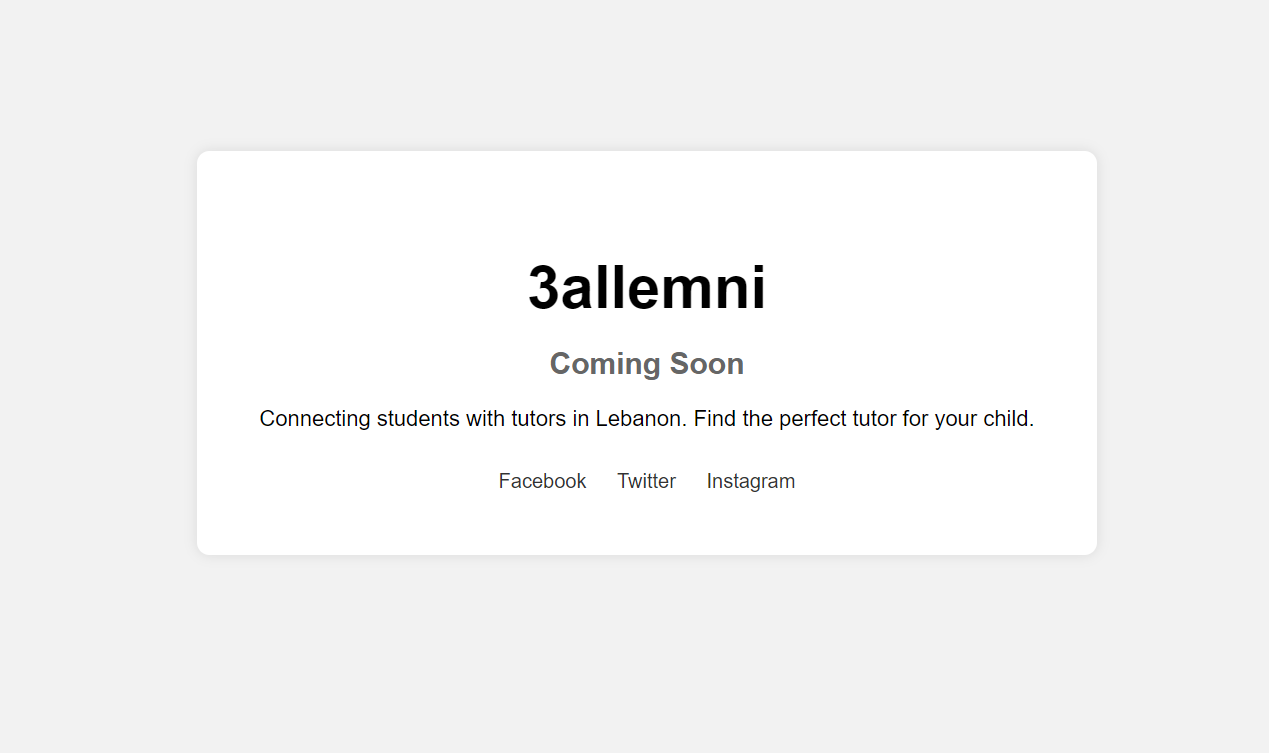 3allemni
Coming Soon
Connecting students with tutors in Lebanon. Find the perfect tutor for your child.
Facebook Twitter Instagram